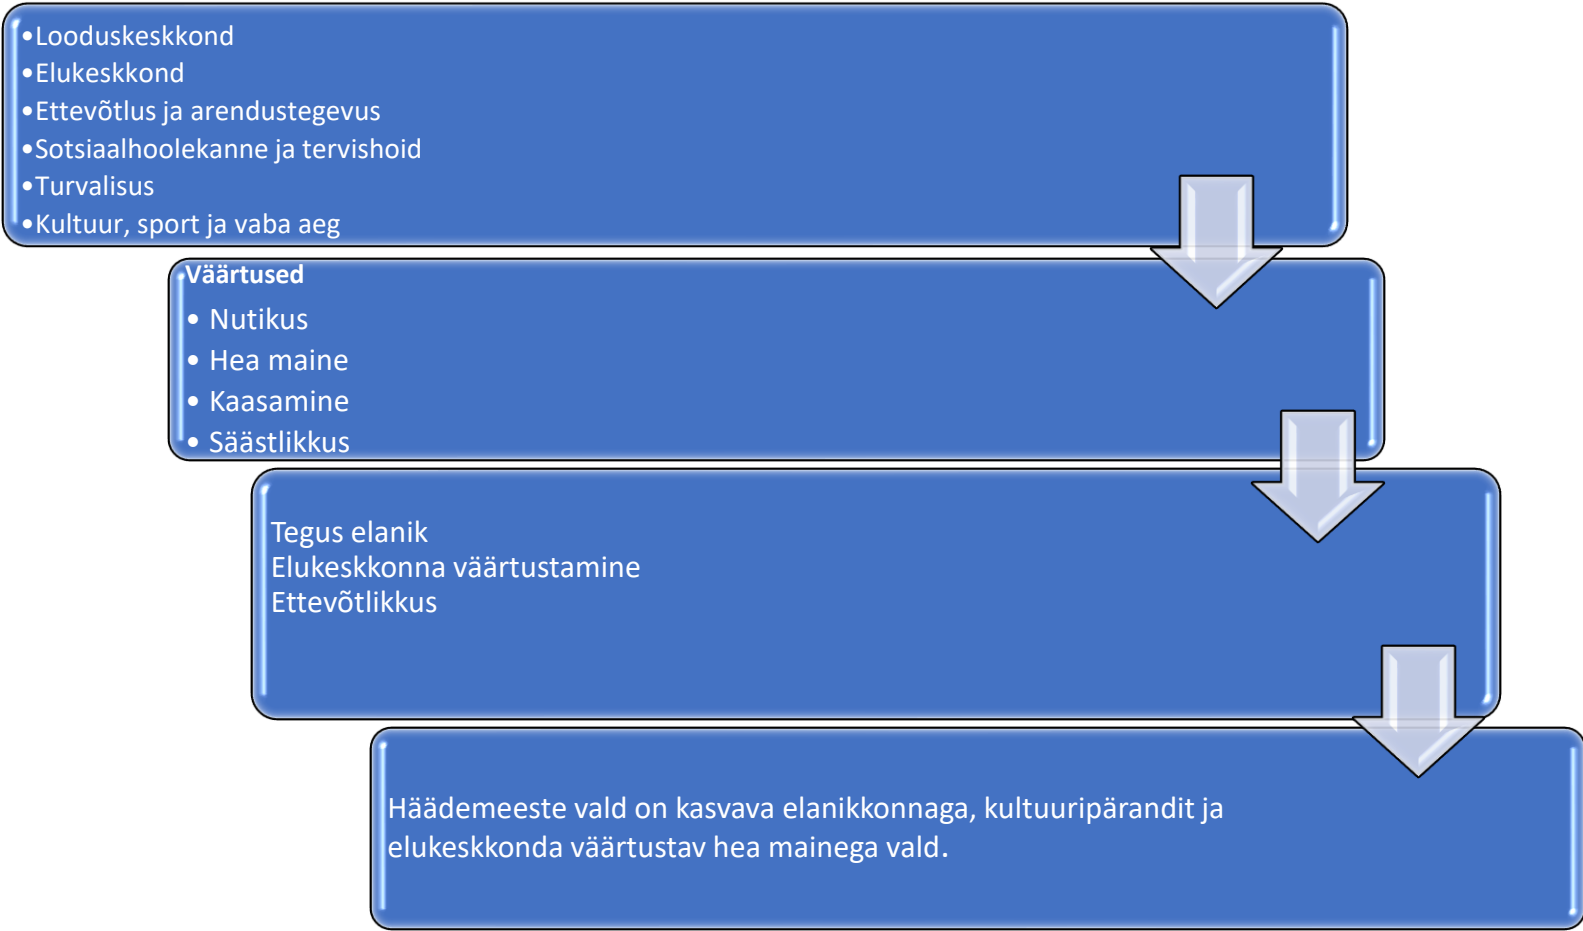 •Looduskeskkond
•Elukeskkond
•Ettevõtlus ja arendustegevus
•Sotsiaalhoolekanne ja tervishoid
•Turvalisus
•Kultuur, sport ja vaba aeg
Väärtused
• Nutikus
• Hea maine
• Kaasamine
• Säästlikkus
Tegus elanik
Elukeskkonna väärtustamine
Ettevõtlikkus
Häädemeeste vald on kasvava elanikkonnaga, kultuuripärandit ja
elukeskkonda väärtustav hea mainega vald.